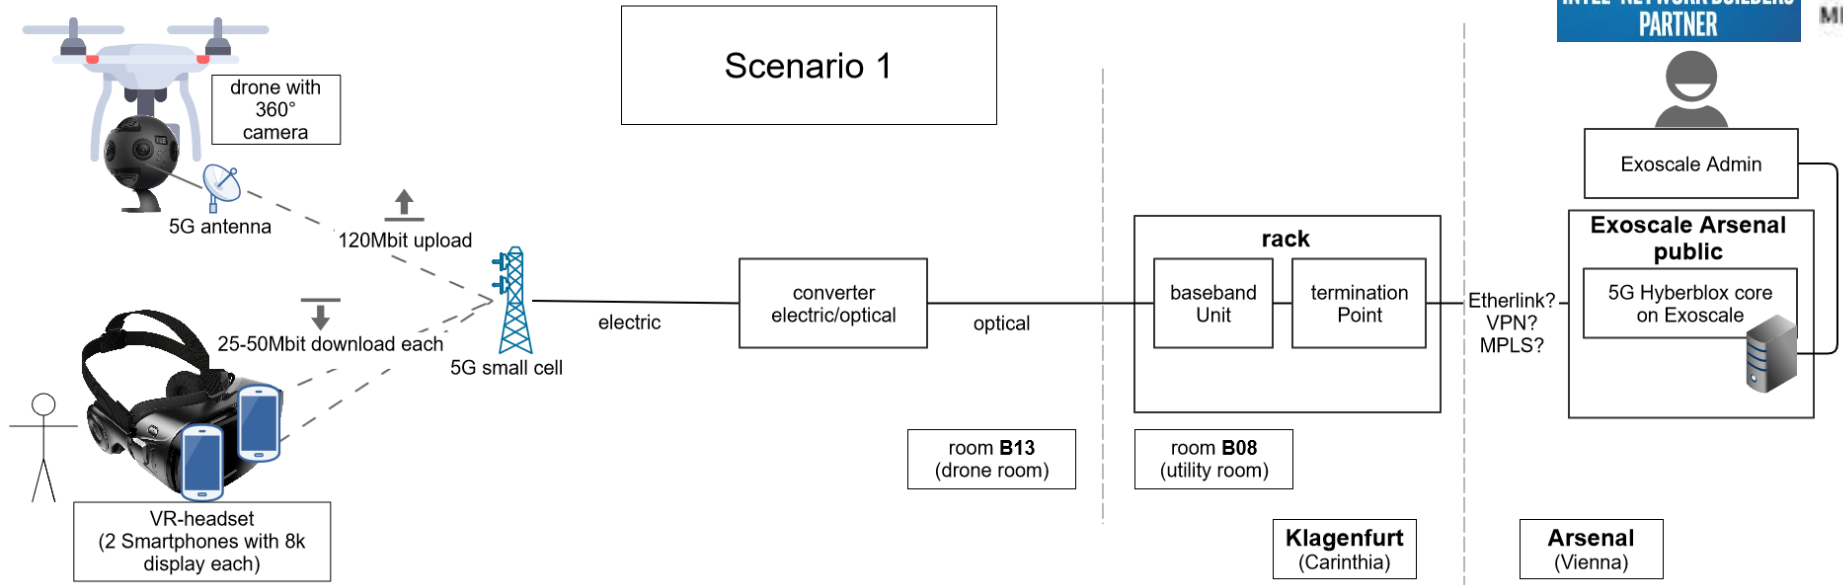 INTEL NETWORK BUILDERS
PARTNER
Scenario 1
drone with
360°
camera
5G antenna
120Mbit upload
25-50Mbit download each
5G small cell
electric
converter
electric/optical
optical
rack
baseband
Unit
termination
Point
Etherlink?
VPN?
MPLS?
Exoscale Admin
Exoscale Arsenal
public
5G Hyberblox core
on Exoscale
room B13
(drone room)
room B08
(utility room)
VR-headset
(2 Smartphones with 8k
display each)
Klagenfurt
(Carinthia)
Arsenal
(Vienna)